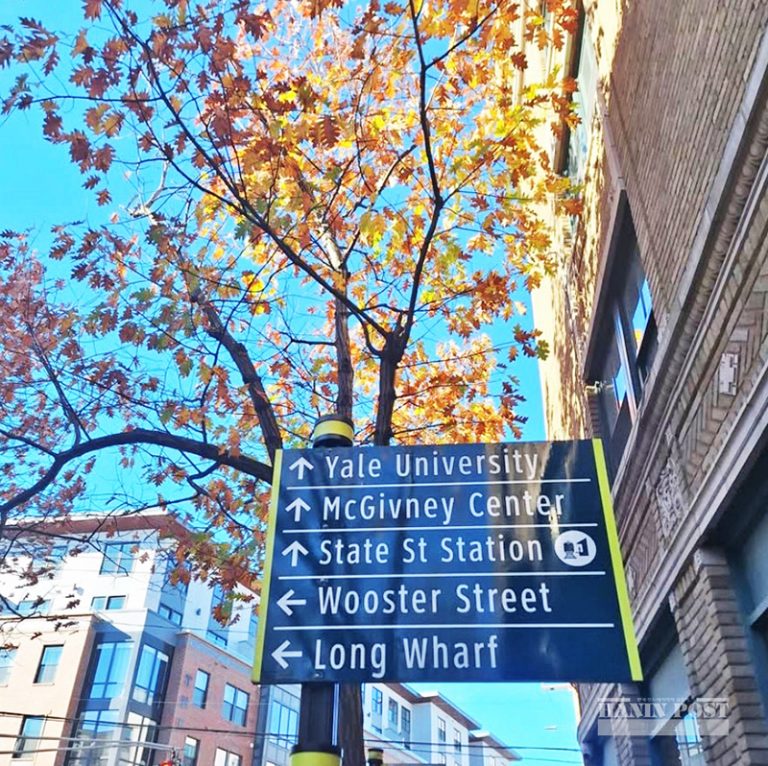 ↑ Yale University
↑ McGivney Center
↑ State St Station
← Wooster Street
← Long Wharf
HANIN POST